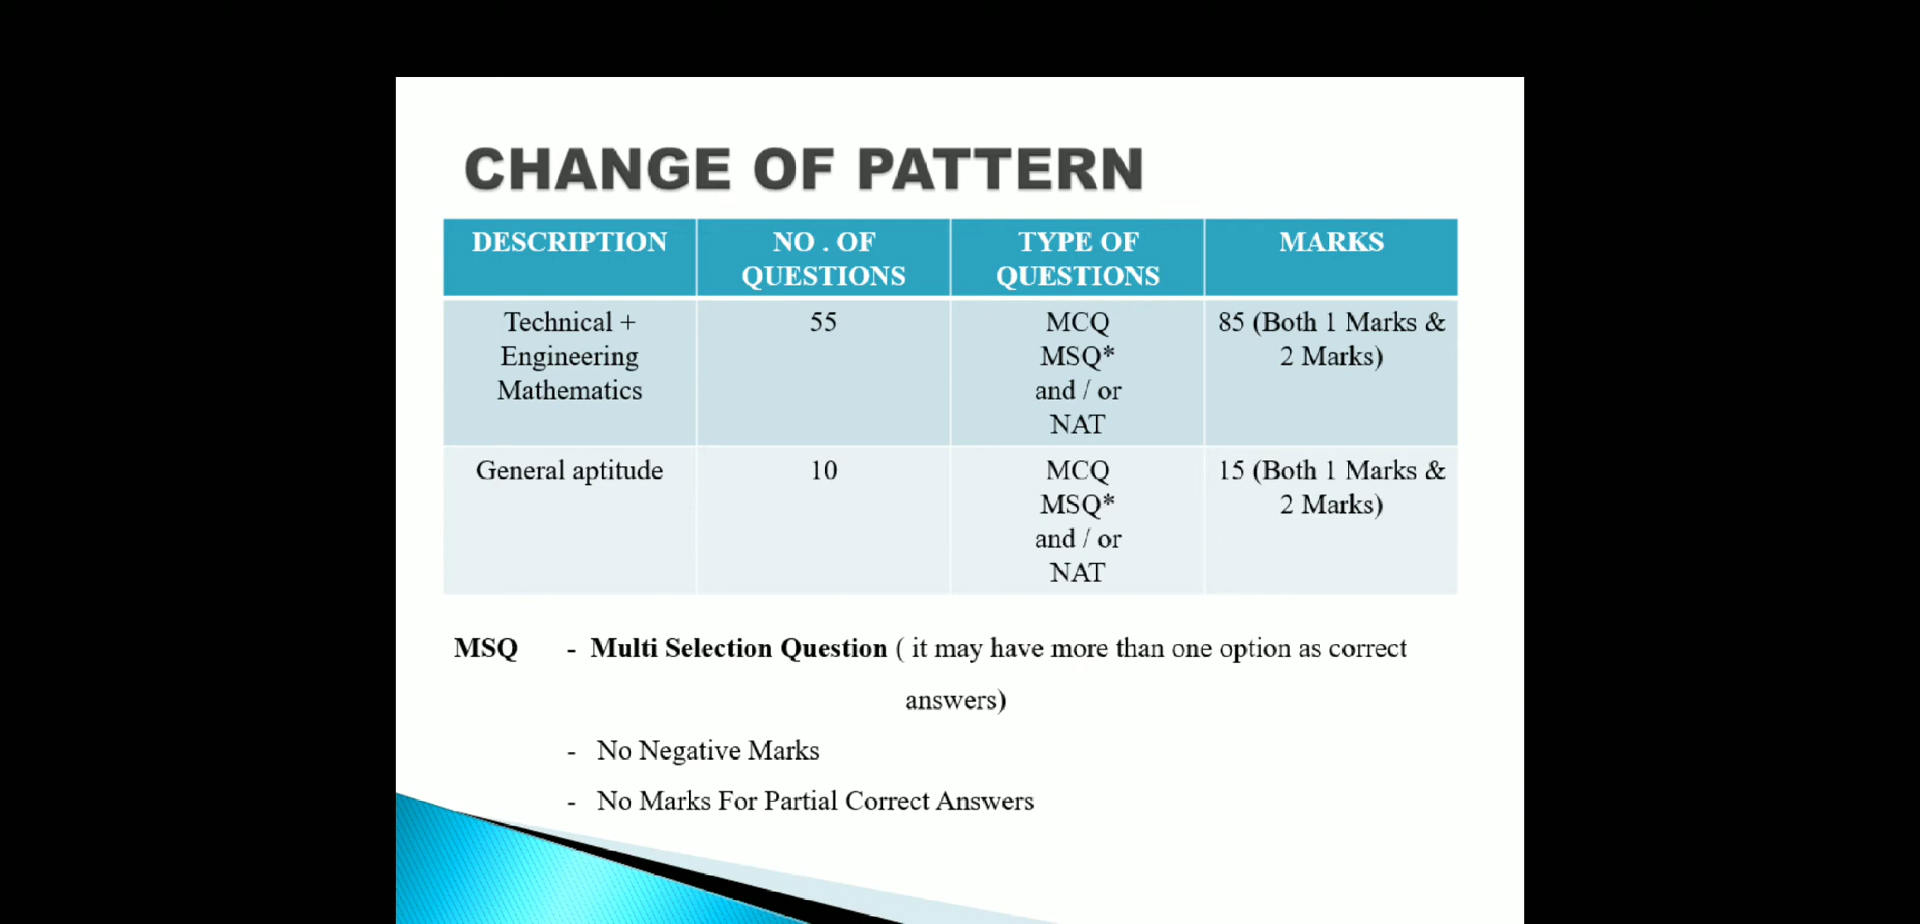 CHANGE OF PATTERN
DESCRIPTION
NO . OF
QUESTIONS
TYPE OF
QUESTIONS
MARKS
Technical +
Engineering
Mathematics
55
MCQ
MSQ*
and / or
NAT
85 (Both 1 Marks &
2 Marks)
General aptitude
10
MCQ
MSQ*
and / or
NAT
15 (Both 1 Marks &
2 Marks)
MSQ - Multi Selection Question ( it may have more than one option as correct
answers)
- No Negative Marks
- No Marks For Partial Correct Answers